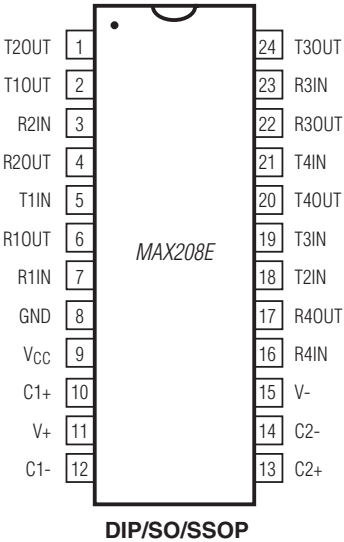 T2OUT 1 24 T3OUT
T1OUT 2 23 R3IN
R2IN 3 22 R3OUT
R2OUT 4 21 T4IN
T1IN 5 20 T4OUT
R1OUT 6 19 T3IN
MAX208E
R1IN 7 18 T2IN
GND 8 17 R4OUT
VCC 9 16 R4IN
C1+ 10 15 V-
V+ 11 14 C2-
C1- 12 13 C2+
DIP/SO/SSOP